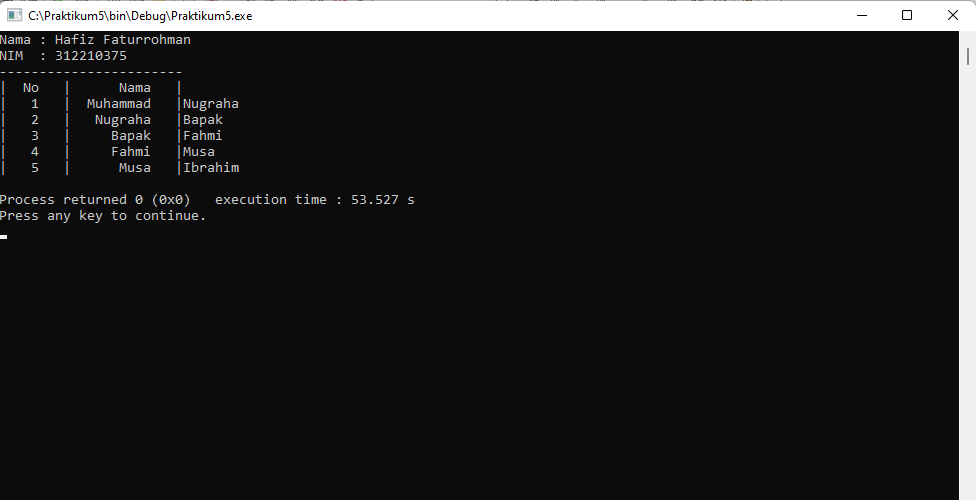 C:\Praktikum5\bin\Debug\Praktikum5.exe
Nama : Hafiz Faturrohman
NIM  : 312210375
-----------------------
|  No   |      Nama   |
|   1   |  Muhammad   |Nugraha
|   2   |   Nugraha   |Bapak
|   3   |     Bapak   |Fahmi
|   4   |     Fahmi   |Musa
|   5   |      Musa   |Ibrahim
Process returned 0 (0x0)   execution time : 53.527 s
Press any key to continue.